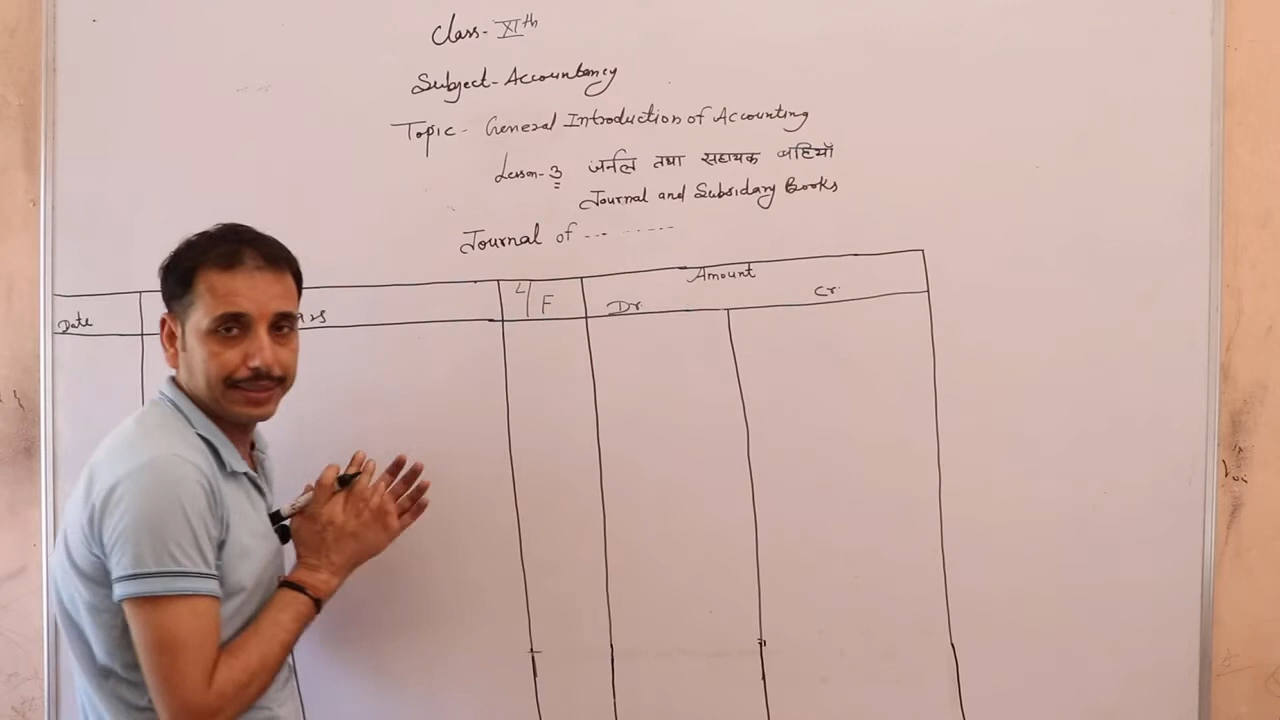 Class- XIth
Subject- Accountancy
Topic- General Introduction of Accounting
Lesson-3 जर्नल तथा सहायक बहियाँ
Journal and Subsidary Books
Journal of --- ------
Date L/F Amount
Dr. Cr.